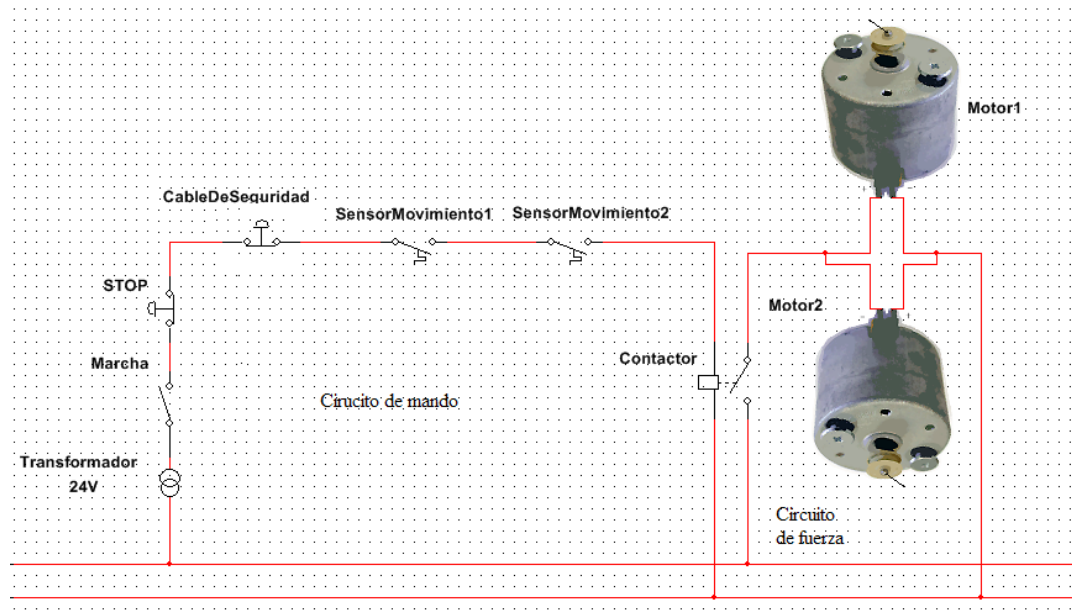 Motor1
CableDeSeguridad
SensorMovimiento1
SensorMovimiento2
STOP
Motor2
Marcha
Contactor
Cirucito de mando
Transformador
24V
Circuito
de fuerza